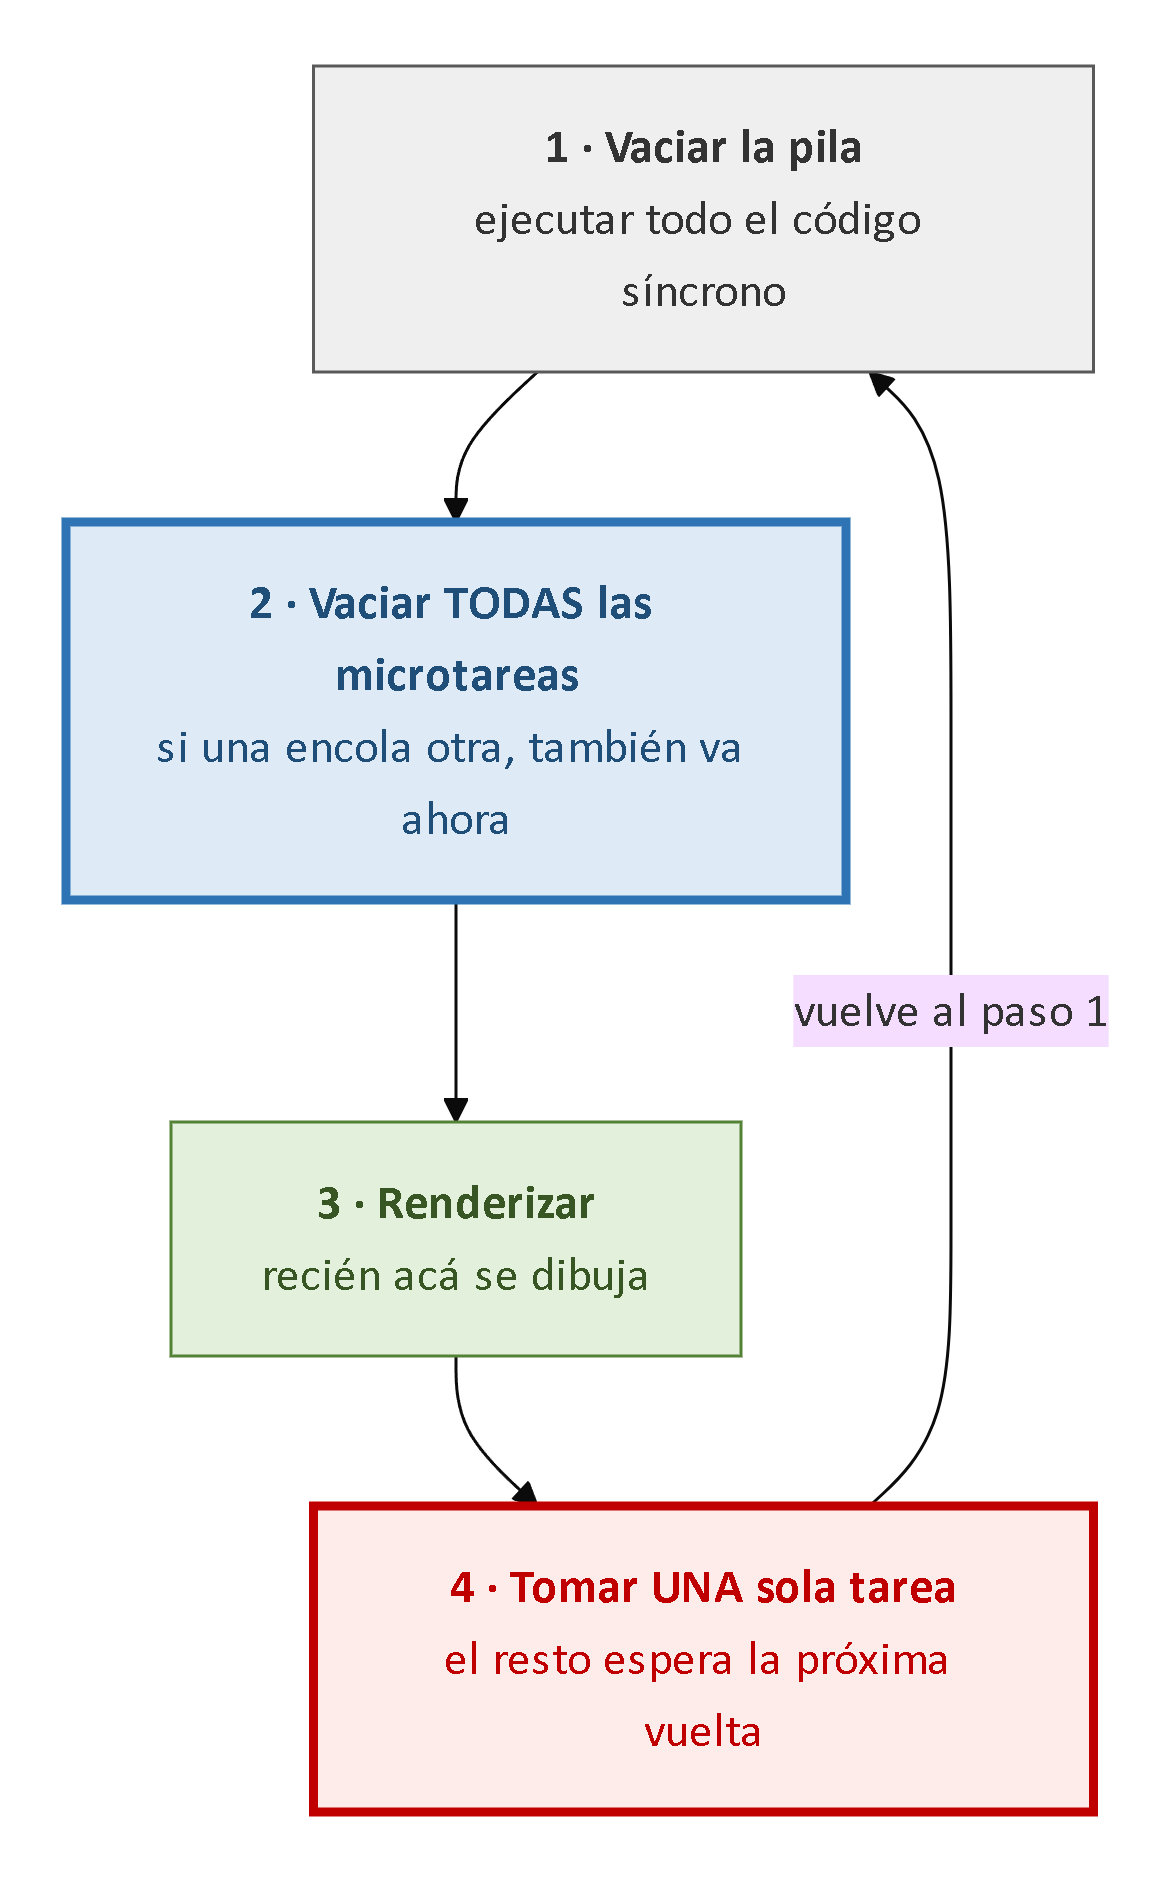 1 · Vaciar la pila
ejecutar todo el código
síncrono
2 · Vaciar TODAS las
microtareas
si una encola otra, también va
ahora
vuelve al paso 1
3 · Renderizar
recién acá se dibuja
4 · Tomar UNA sola tarea
el resto espera la próxima
vuelta